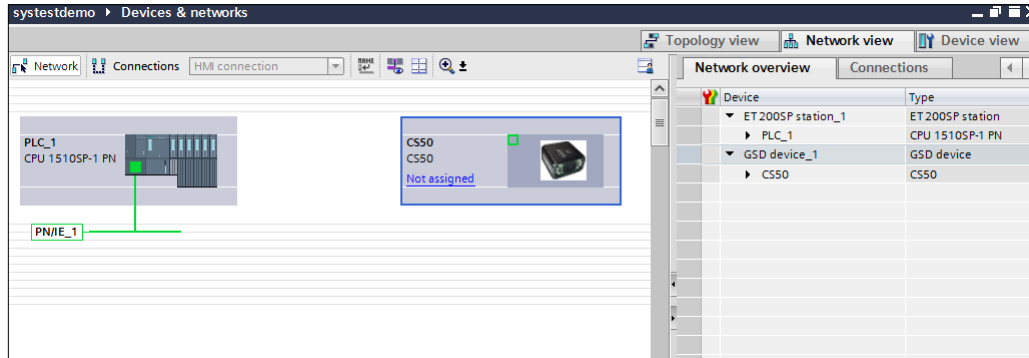 systestdemo ▸ Devices & networks
Topology view
Network view
Device view
Network
Connections
HMI connection
NAME
Network overview
Connections
Device
Type
ET200SP station_1
ET200SP station
PLC_1
CPU 1510SP-1 PN
GSD device_1
GSD device
CS50
CS50
PLC_1
CPU 1510SP-1 PN
CS50
CS50
Not assigned
PN/IE_1